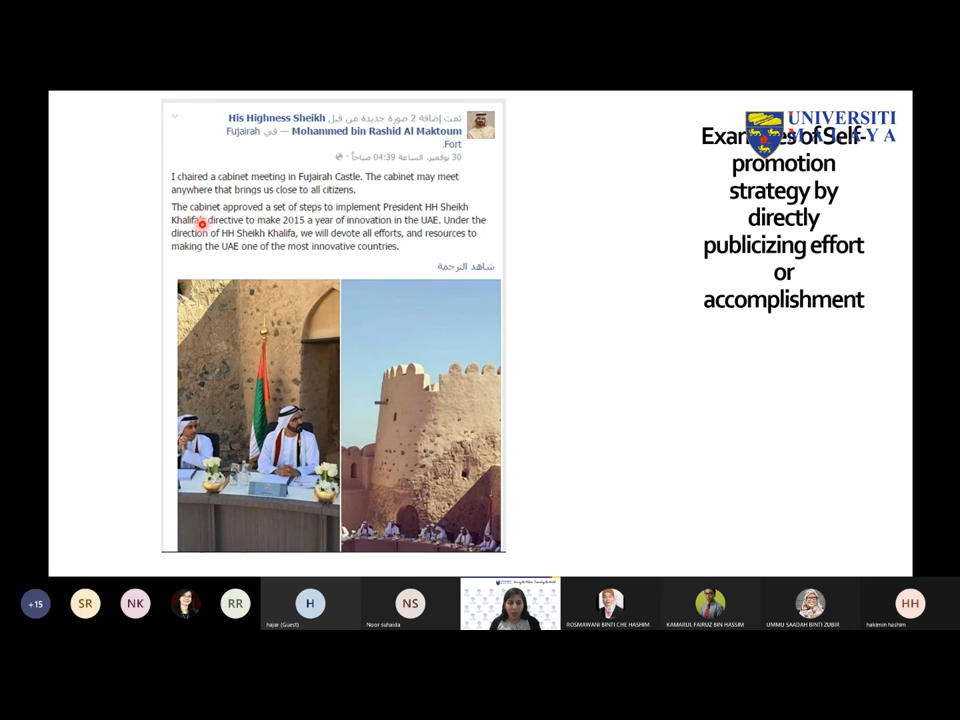 His Highness Sheikh تمت إضافة 2 صورة جديدة من قبل
Fujairah في — Mohammed bin Rashid Al Maktoum
.Fort
30 نوفمبر، الساعة 04:39 صباحاً ·
I chaired a cabinet meeting in Fujairah Castle. The cabinet may meet
anywhere that brings us close to all citizens.
The cabinet approved a set of steps to implement President HH Sheikh
Khalifa's directive to make 2015 a year of innovation in the UAE. Under the
direction of HH Sheikh Khalifa, we will devote all efforts, and resources to
making the UAE one of the most innovative countries.
شاهد الترجمة
UNIVERSITI
MALAYA
Examples of Self-
promotion
strategy by
directly
publicizing effort
or
accomplishment
+15
SR
NK
RR
H
hajar (Guest)
NS
Noor suhaida
ROSMAWANI BINTI CHE HASHIM
KAMARUL FAIRUZ BIN HASSIM
UMMU SAADAH BINTI ZUBIR
HH
hakimin hashim